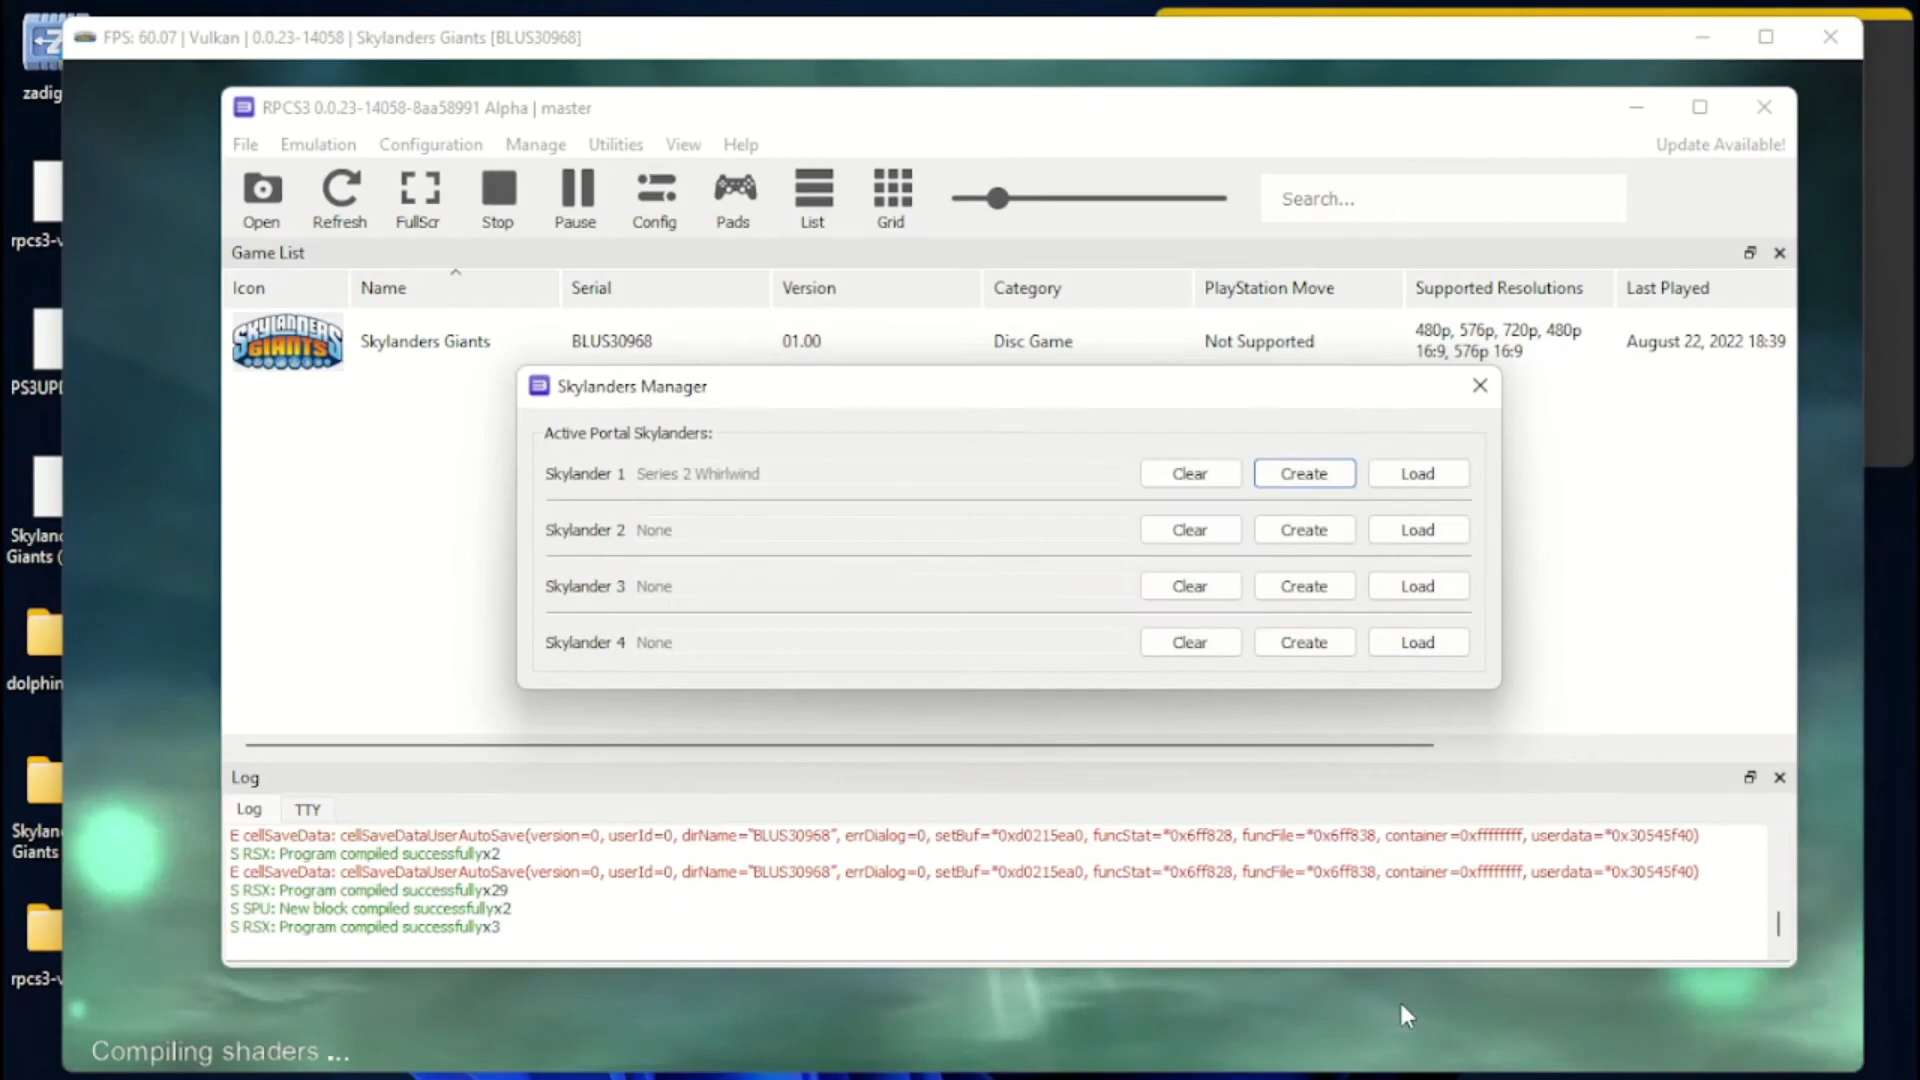 zadig
FPS: 60.07 | Vulkan | 0.0.23-14058 | Skylanders Giants [BLUS30968]
RPCS3 0.0.23-14058-8aa58991 Alpha | master
File Emulation Configuration Manage Utilities View Help Update Available!
Open Refresh FullScr Stop Pause Config Pads List Grid Search...
rpcs3-v
Game List
Icon Name Serial Version Category PlayStation Move Supported Resolutions Last Played
SKYLANDERS
GIANTS
Skylanders Giants BLUS30968 01.00 Disc Game Not Supported 480p, 576p, 720p, 480p
16:9, 576p 16:9
August 22, 2022 18:39
PS3UPD
Skylanders Manager
Active Portal Skylanders:
Skylander 1 Series 2 Whirlwind Clear Create Load
Skylander 2 None Clear Create Load
Skylander 3 None Clear Create Load
Skylander 4 None Clear Create Load
Skylan
Giants (
dolphin
Skylan
Giants
rpcs3-v
Log
Log TTY
E cellSaveData: cellSaveDataUserAutoSave(version=0, userId=0, dirName="BLUS30968", errDialog=0, setBuf=*0xd0215ea0, funcStat=*0x6ff828, funcFile=*0x6ff838, container=0xffffffff, userdata=*0x30545f40)
S RSX: Program compiled successfullyx2
E cellSaveData: cellSaveDataUserAutoSave(version=0, userId=0, dirName="BLUS30968", errDialog=0, setBuf=*0xd0215ea0, funcStat=*0x6ff828, funcFile=*0x6ff838, container=0xffffffff, userdata=*0x30545f40)
S RSX: Program compiled successfullyx29
S SPU: New block compiled successfullyx2
S RSX: Program compiled successfullyx3
Compiling shaders ...